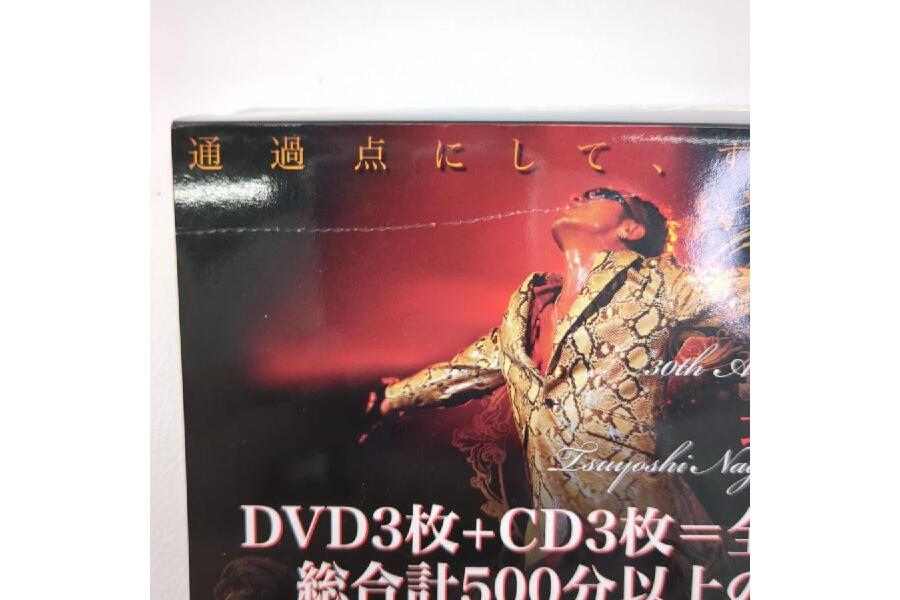 通過点にして、す
30th A
Tsuyoshi Nag
DVD3枚+CD3枚=全
総合計500分以上の